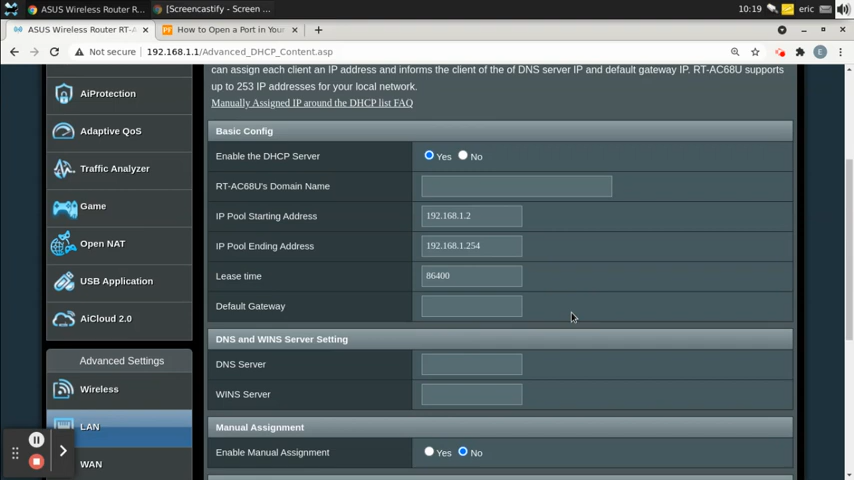 ASUS Wireless Router R...
[Screencastify - Screen ...
10:19
eric
ASUS Wireless Router RT-A
How to Open a Port in Your
Not secure
192.168.1.1/Advanced_DHCP_Content.asp
E
can assign each client an IP address and informs the client of the of DNS server IP and default gateway IP. RT-AC68U supports
up to 253 IP addresses for your local network.
Manually Assigned IP around the DHCP list FAQ
AiProtection
Adaptive QoS
Traffic Analyzer
Game
Open NAT
USB Application
AiCloud 2.0
Advanced Settings
Wireless
LAN
WAN
Basic Config
Enable the DHCP Server Yes No
RT-AC68U's Domain Name
IP Pool Starting Address 192.168.1.2
IP Pool Ending Address 192.168.1.254
Lease time 86400
Default Gateway
DNS and WINS Server Setting
DNS Server
WINS Server
Manual Assignment
Enable Manual Assignment Yes No